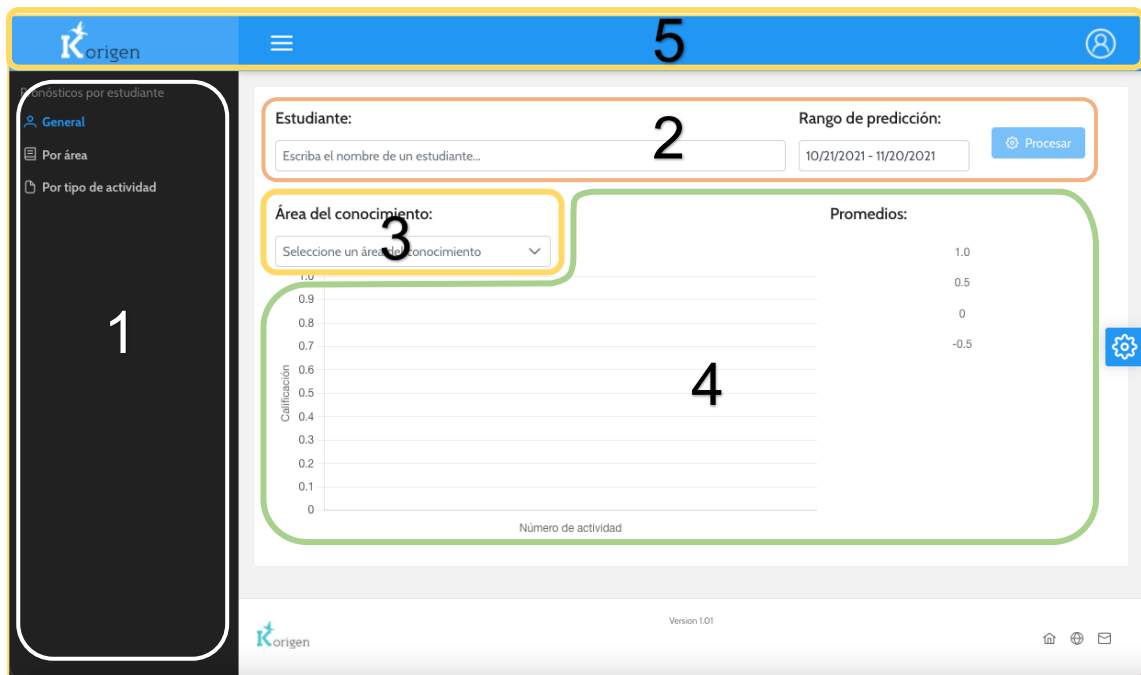 Korigen
5
Pronósticos por estudiante
General
Por área
Por tipo de actividad
1
Estudiante:
Escriba el nombre de un estudiante...
2
Rango de predicción:
10/21/2021 - 11/20/2021
Procesar
Área del conocimiento:
Seleccione un área del conocimiento
3
Promedios:
1.0
0.5
0
-0.5
1.0
0.9
0.8
0.7
0.6
0.5
0.4
0.3
0.2
0.1
0
Calificación
Número de actividad
4
Korigen
Version 1.01